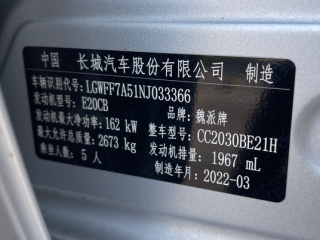 中国 长城汽车股份有限公司 制造
车辆识别代号:LGWFF7A51NJ033366
发动机型号:E20CB 品牌:魏派牌
发动机最大净功率:162 kW 整车型号:CC2030BE21H
最大允许总质量:2673 kg 发动机排量:1967 mL
乘坐人数:5 人 制造年月:2022-03